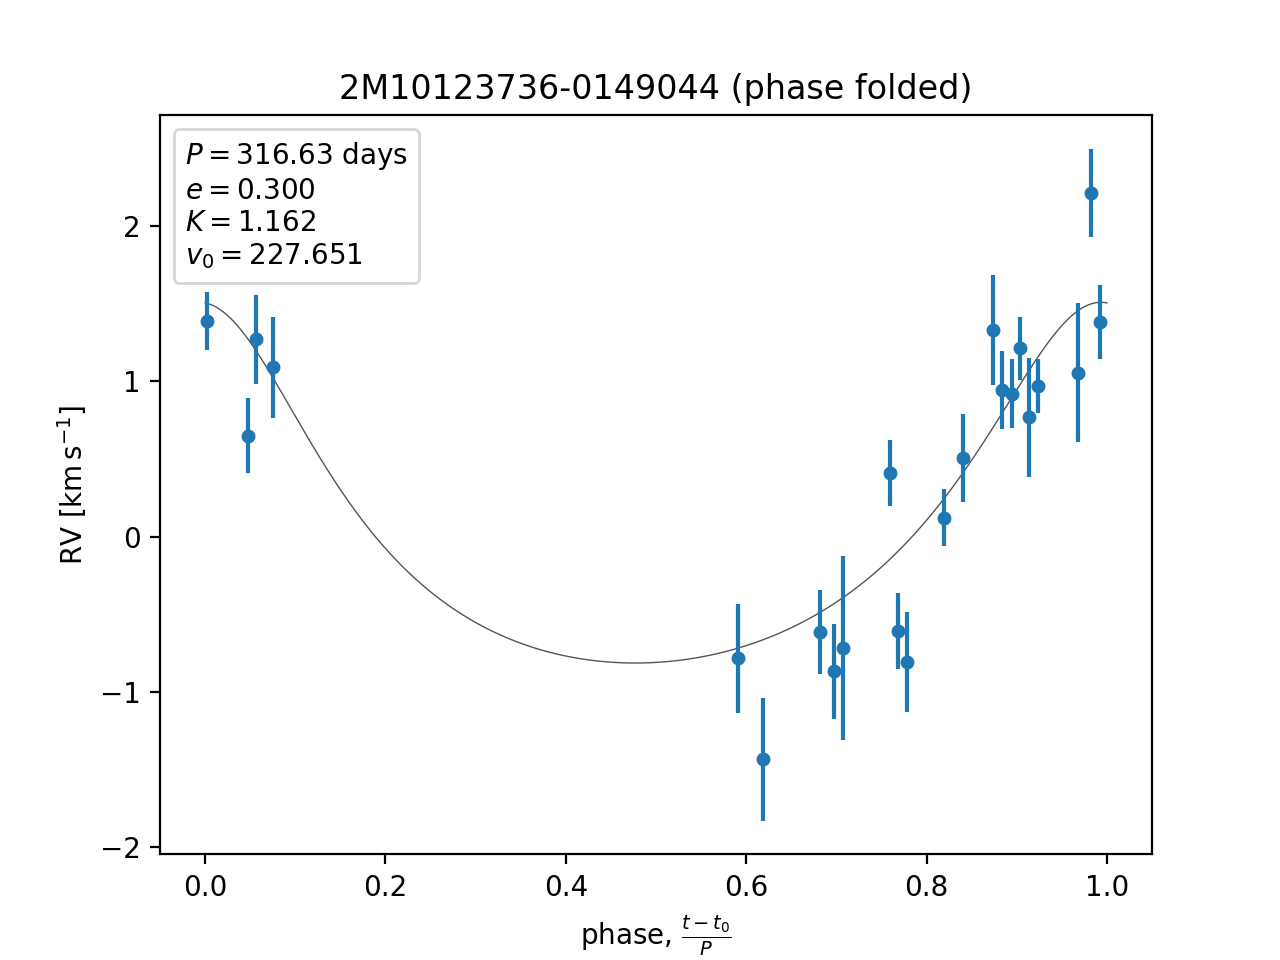 2M10123736-0149044 (phase folded)
P = 316.63 days
e = 0.300
K = 1.162
v₀ = 227.651
2
1
0
−1
−2
RV [km s⁻¹]
0.0 0.2 0.4 0.6 0.8 1.0
phase, (t − t₀)/P